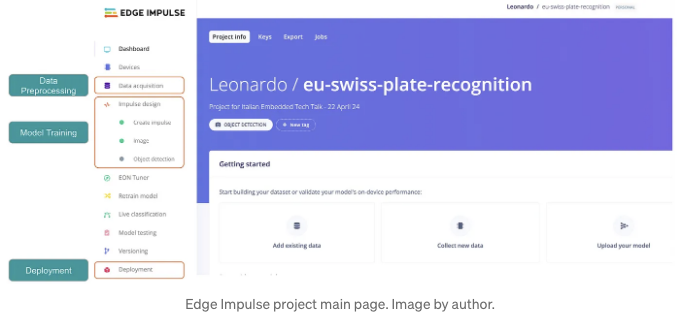 EDGE IMPULSE
Leonardo / eu-swiss-plate-recognition PERSONAL
Data
Preprocessing
Model Training
Deployment
Dashboard
Devices
Data acquisition
Impulse design
Create impulse
Image
Object detection
EON Tuner
Retrain model
Live classification
Model testing
Versioning
Deployment
Project info Keys Export Jobs
Leonardo / eu-swiss-plate-recognition
Project for Italian Embedded Tech Talk - 22 April 24
OBJECT DETECTION + New tag
Getting started
Start building your dataset or validate your model's on-device performance:
Add existing data Collect new data Upload your model
Edge Impulse project main page. Image by author.